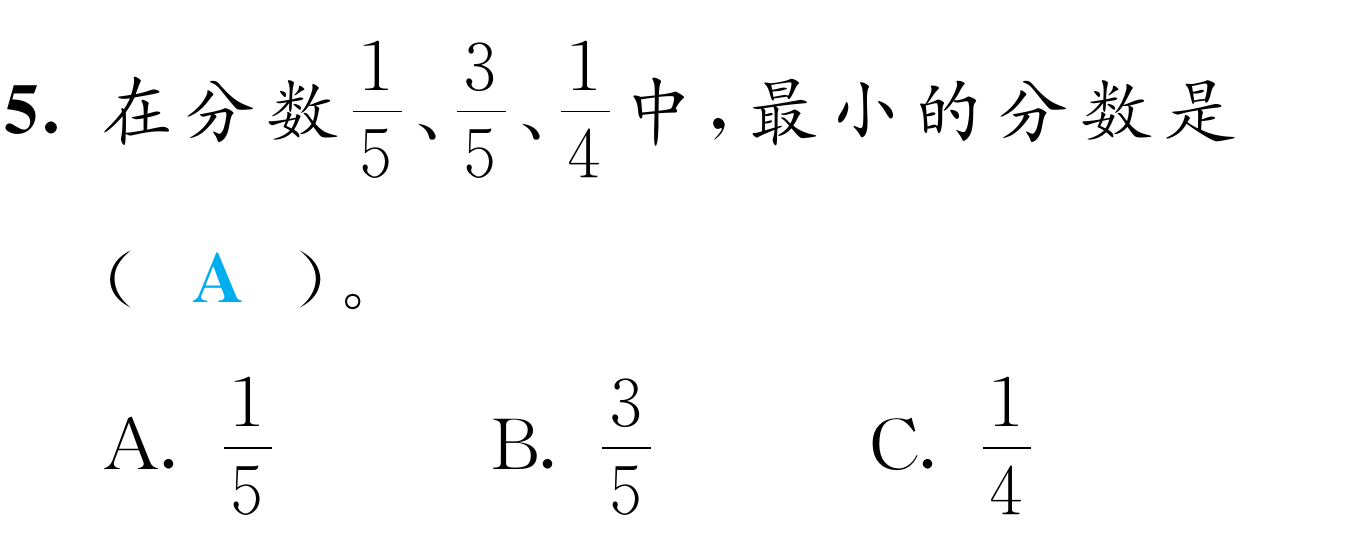 5. 在分数 1/5、3/5、1/4 中,最小的分数是
( A )。
A. 1/5 B. 3/5 C. 1/4